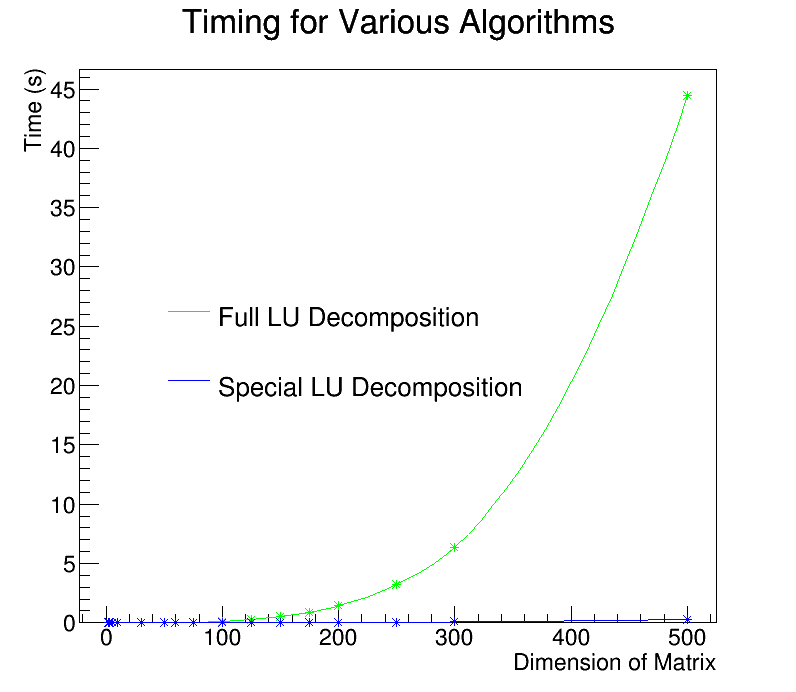 Timing for Various Algorithms
Time (s)
45
40
35
30
25
20
15
10
5
0
Full LU Decomposition
Special LU Decomposition
0 100 200 300 400 500
Dimension of Matrix